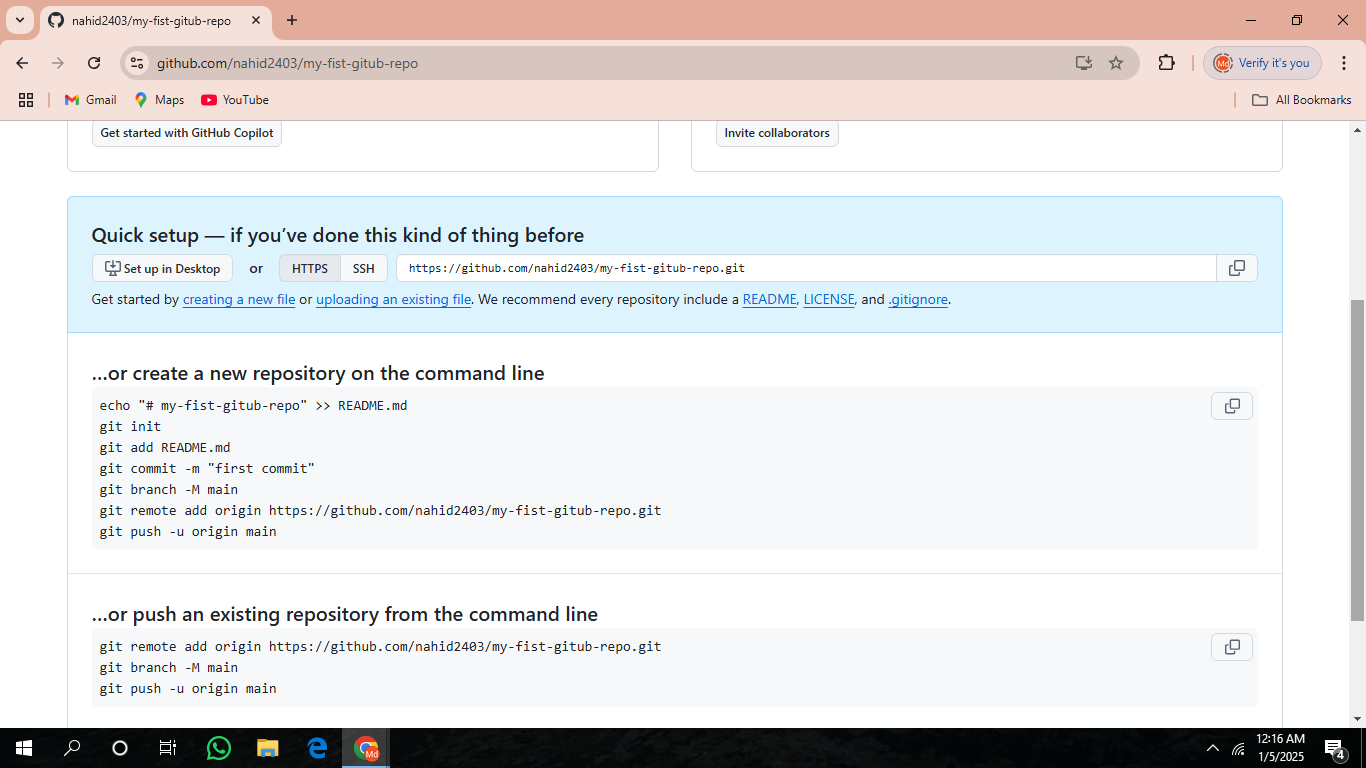 nahid2403/my-fist-gitub-repo
github.com/nahid2403/my-fist-gitub-repo
Md Verify it's you
Gmail Maps YouTube All Bookmarks
Get started with GitHub Copilot Invite collaborators
Quick setup — if you've done this kind of thing before
Set up in Desktop or HTTPS SSH https://github.com/nahid2403/my-fist-gitub-repo.git
Get started by creating a new file or uploading an existing file. We recommend every repository include a README, LICENSE, and .gitignore.
...or create a new repository on the command line
echo "# my-fist-gitub-repo" >> README.md
git init
git add README.md
git commit -m "first commit"
git branch -M main
git remote add origin https://github.com/nahid2403/my-fist-gitub-repo.git
git push -u origin main
...or push an existing repository from the command line
git remote add origin https://github.com/nahid2403/my-fist-gitub-repo.git
git branch -M main
git push -u origin main
Md
12:16 AM
1/5/2025
4